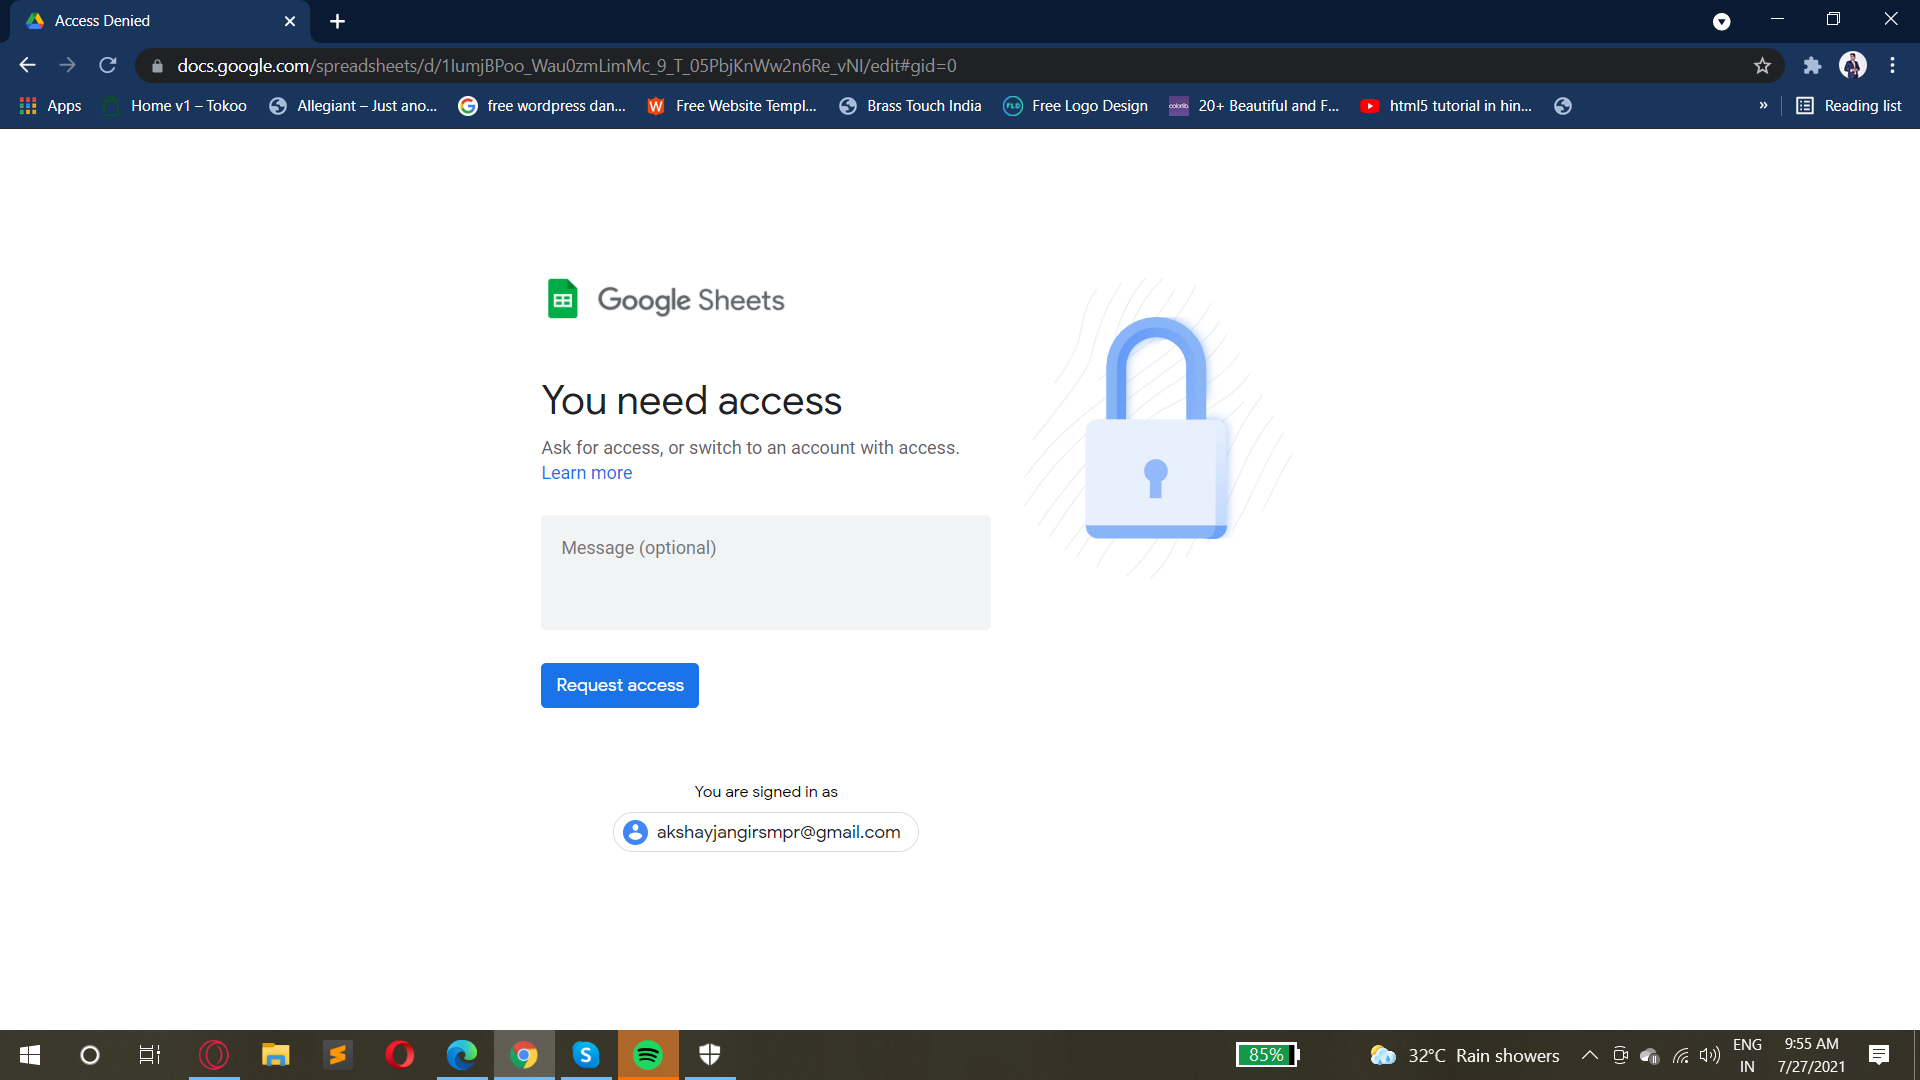 Access Denied
docs.google.com/spreadsheets/d/1IumjBPoo_Wau0zmLimMc_9_T_05PbjKnWw2n6Re_vNI/edit#gid=0
Apps Home v1 – Tokoo Allegiant – Just ano... free wordpress dan... Free Website Templ... Brass Touch India FLD Free Logo Design colorlib 20+ Beautiful and F... html5 tutorial in hin... » Reading list
Google Sheets
You need access
Ask for access, or switch to an account with access.
Learn more
Message (optional)
Request access
You are signed in as
akshayjangirsmpr@gmail.com
85% 32°C Rain showers
ENG
IN
9:55 AM
7/27/2021